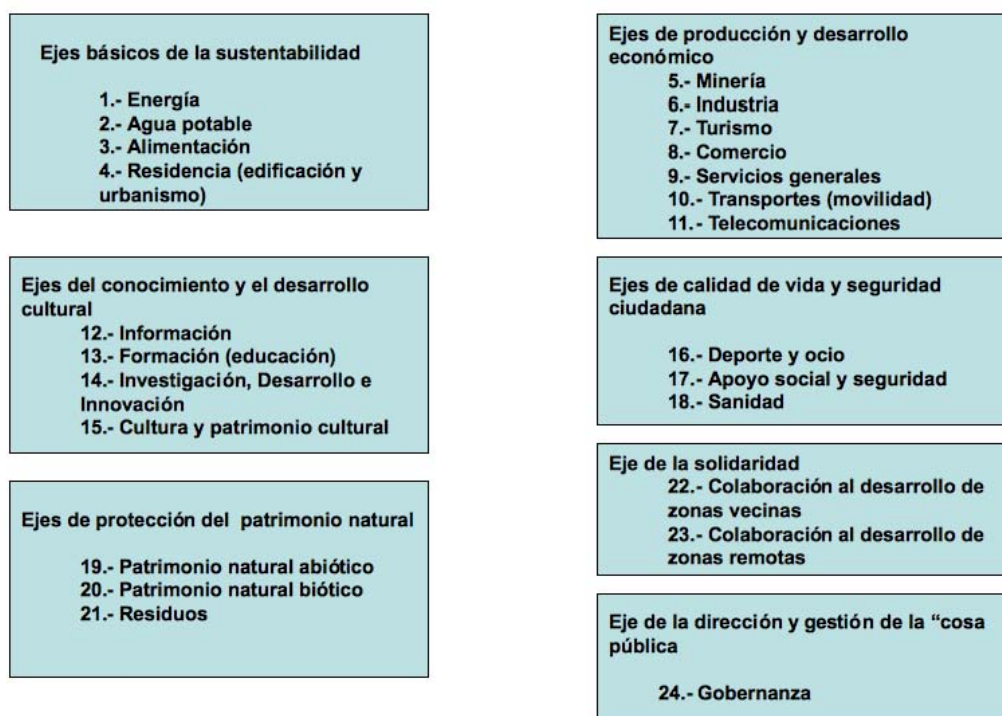 Ejes básicos de la sustentabilidad
1.- Energía
2.- Agua potable
3.- Alimentación
4.- Residencia (edificación y
urbanismo)
Ejes de producción y desarrollo
económico
5.- Minería
6.- Industria
7.- Turismo
8.- Comercio
9.- Servicios generales
10.- Transportes (movilidad)
11.- Telecomunicaciones
Ejes del conocimiento y el desarrollo
cultural
12.- Información
13.- Formación (educación)
14.- Investigación, Desarrollo e
Innovación
15.- Cultura y patrimonio cultural
Ejes de calidad de vida y seguridad
ciudadana
16.- Deporte y ocio
17.- Apoyo social y seguridad
18.- Sanidad
Ejes de protección del patrimonio natural
19.- Patrimonio natural abiótico
20.- Patrimonio natural biótico
21.- Residuos
Eje de la solidaridad
22.- Colaboración al desarrollo de
zonas vecinas
23.- Colaboración al desarrollo de
zonas remotas
Eje de la dirección y gestión de la “cosa
pública
24.- Gobernanza